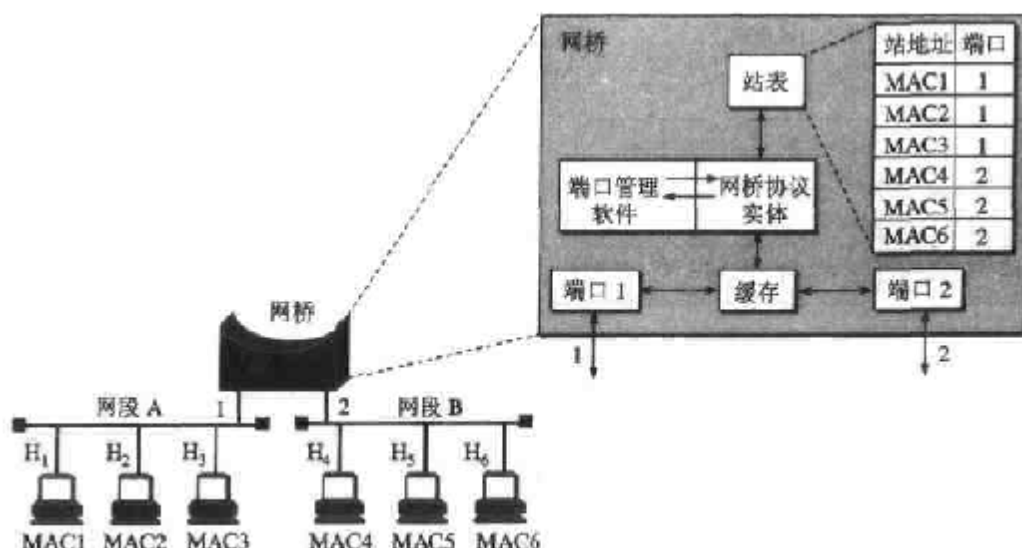 网桥
站表
站地址 端口
MAC1 1
MAC2 1
MAC3 1
MAC4 2
MAC5 2
MAC6 2
端口管理
软件
网桥协议
实体
端口 1
缓存
端口 2
1
2
网桥
网段 A
1
2
网段 B
H₁
H₂
H₃
H₄
H₅
H₆
MAC1 MAC2 MAC3
MAC4 MAC5 MAC6